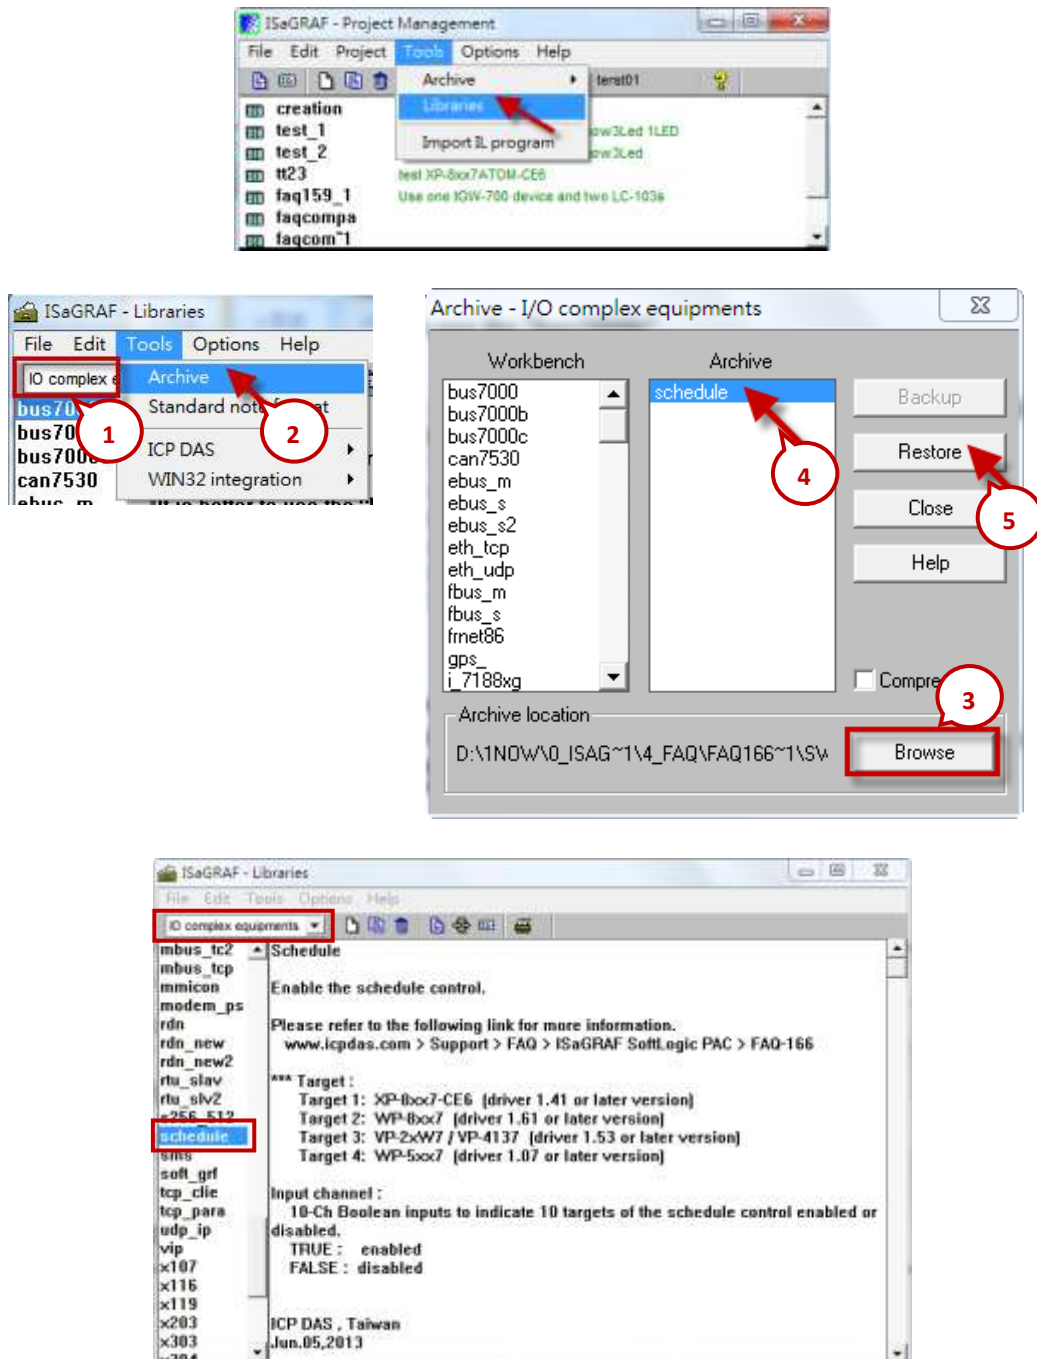 ISaGRAF - Project Management
File Edit Project Tools Options Help
Archive
terst01
Libraries
Import IL program
creation
test_1
ow3Led 1LED
test_2
ow3Led
tt23 test XP-8xx7ATOM-CE6
faq159_1 Use one IGW-700 device and two LC-103s
faqcompa
faqcom~1
ISaGRAF - Libraries
File Edit Tools Options Help
IO complex e
Archive
Standard note format
ICP DAS
WIN32 integration
bus70
bus70
bus700
can7530
ebus_m
1
2
Archive - I/O complex equipments
Workbench
Archive
bus7000
bus7000b
bus7000c
can7530
ebus_m
ebus_s
ebus_s2
eth_tcp
eth_udp
fbus_m
fbus_s
frnet86
gps_
i_7188xg
schedule
Backup
Restore
Close
Help
Compre
4
5
3
Archive location
D:\1NOW\0_ISAG~1\4_FAQ\FAQ166~1\SW
Browse
ISaGRAF - Libraries
File Edit Tools Options Help
IO complex equipments
mbus_tc2
mbus_tcp
mmicon
modem_ps
rdn
rdn_new
rdn_new2
rtu_slav
rtu_slv2
s256_512
schedule
sms
soft_grf
tcp_clie
tcp_para
udp_ip
vip
x107
x116
x119
x203
x303
x304
Schedule
Enable the schedule control.
Please refer to the following link for more information.
www.icpdas.com > Support > FAQ > ISaGRAF SoftLogic PAC > FAQ-166
*** Target :
Target 1: XP-8xx7-CE6 (driver 1.41 or later version)
Target 2: WP-8xx7 (driver 1.61 or later version)
Target 3: VP-2xW7 / VP-4137 (driver 1.53 or later version)
Target 4: WP-5xx7 (driver 1.07 or later version)
Input channel :
10-Ch Boolean inputs to indicate 10 targets of the schedule control enabled or
disabled.
TRUE : enabled
FALSE : disabled
ICP DAS , Taiwan
Jun.05,2013